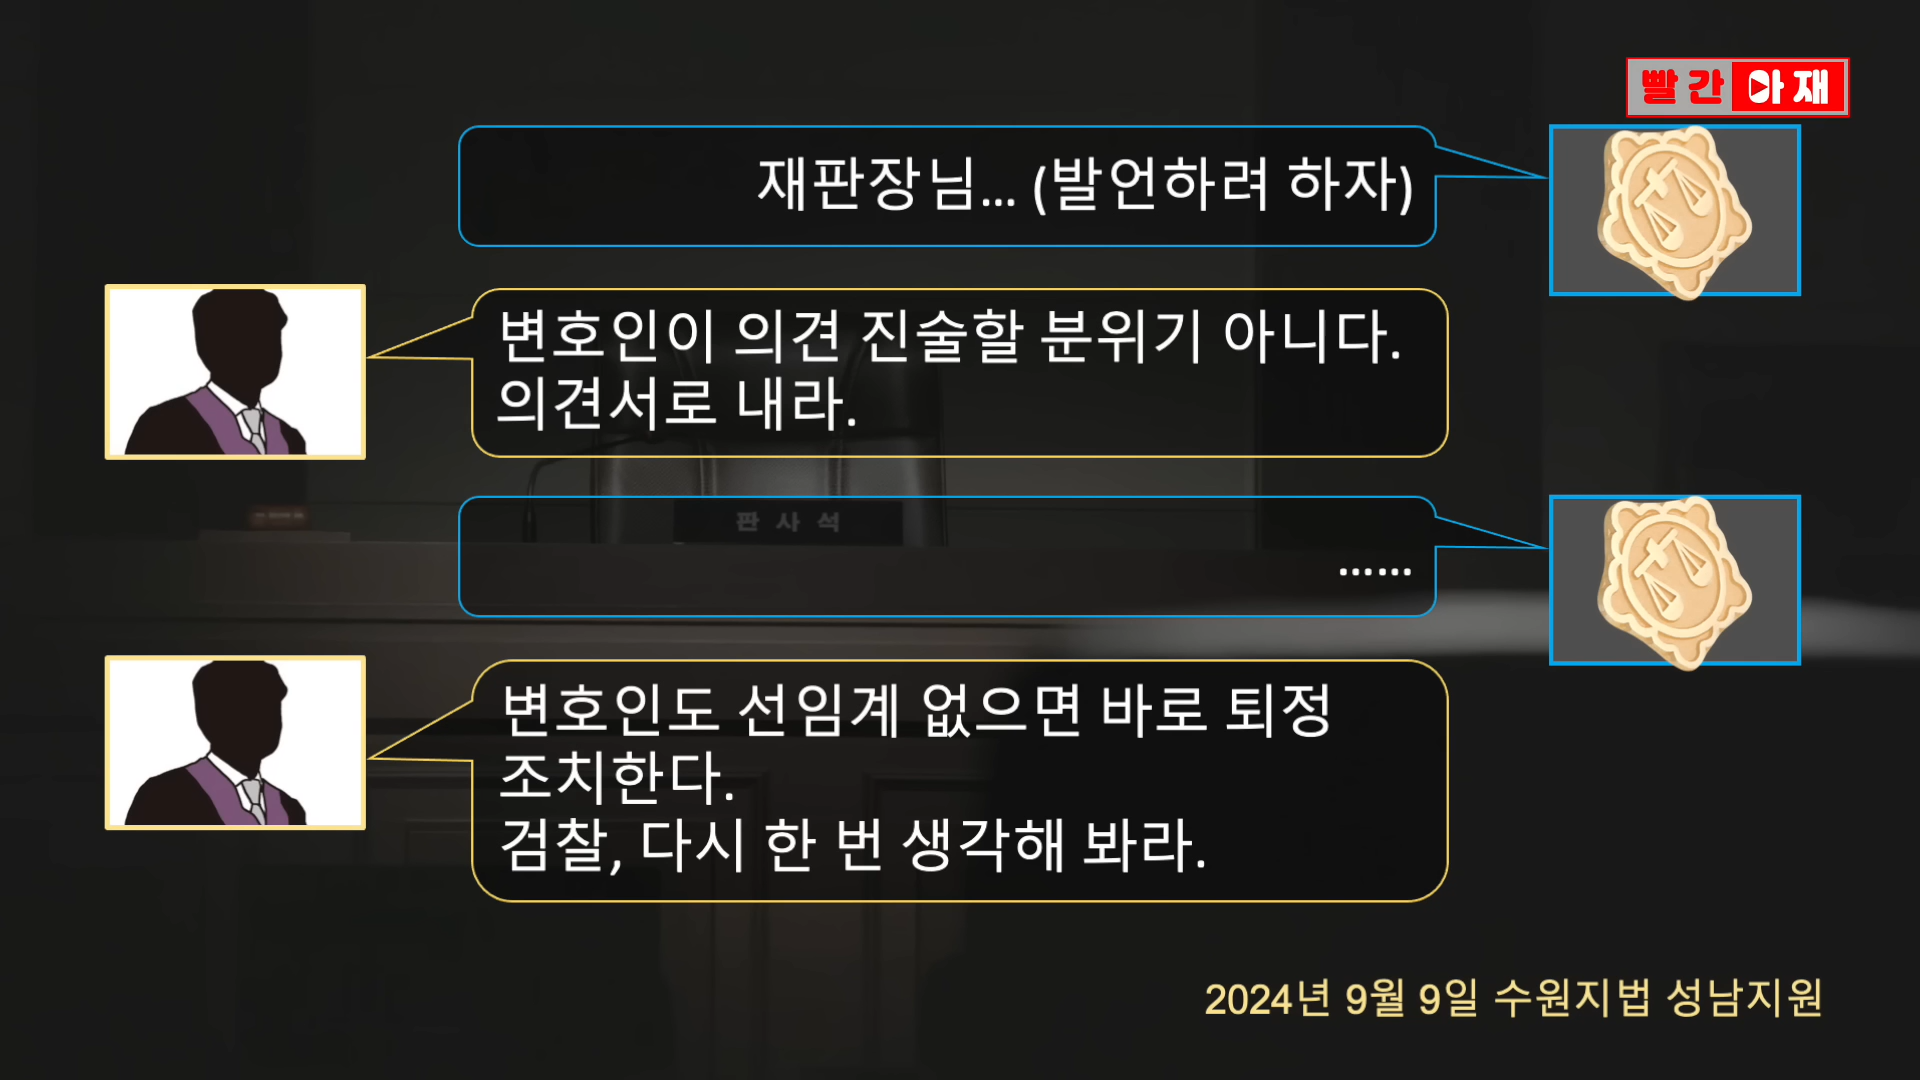 빨간아재
재판장님... (발언하려 하자)
변호인이 의견 진술할 분위기 아니다.
의견서로 내라.
판사석
......
변호인도 선임계 없으면 바로 퇴정
조치한다.
검찰, 다시 한 번 생각해 봐라.
2024년 9월 9일 수원지법 성남지원